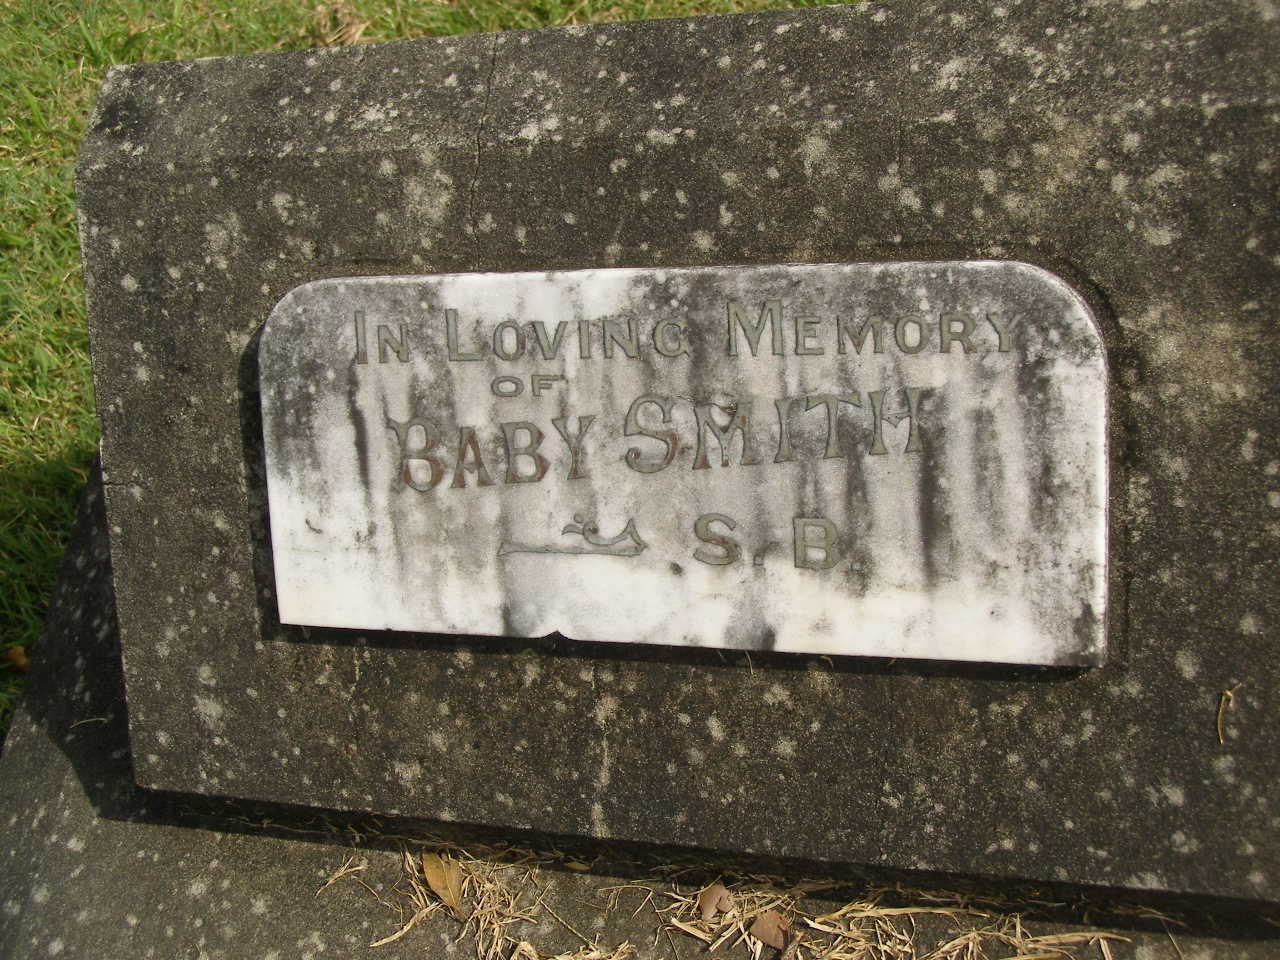 In Loving Memory
OF
BABY SMITH
S. B.